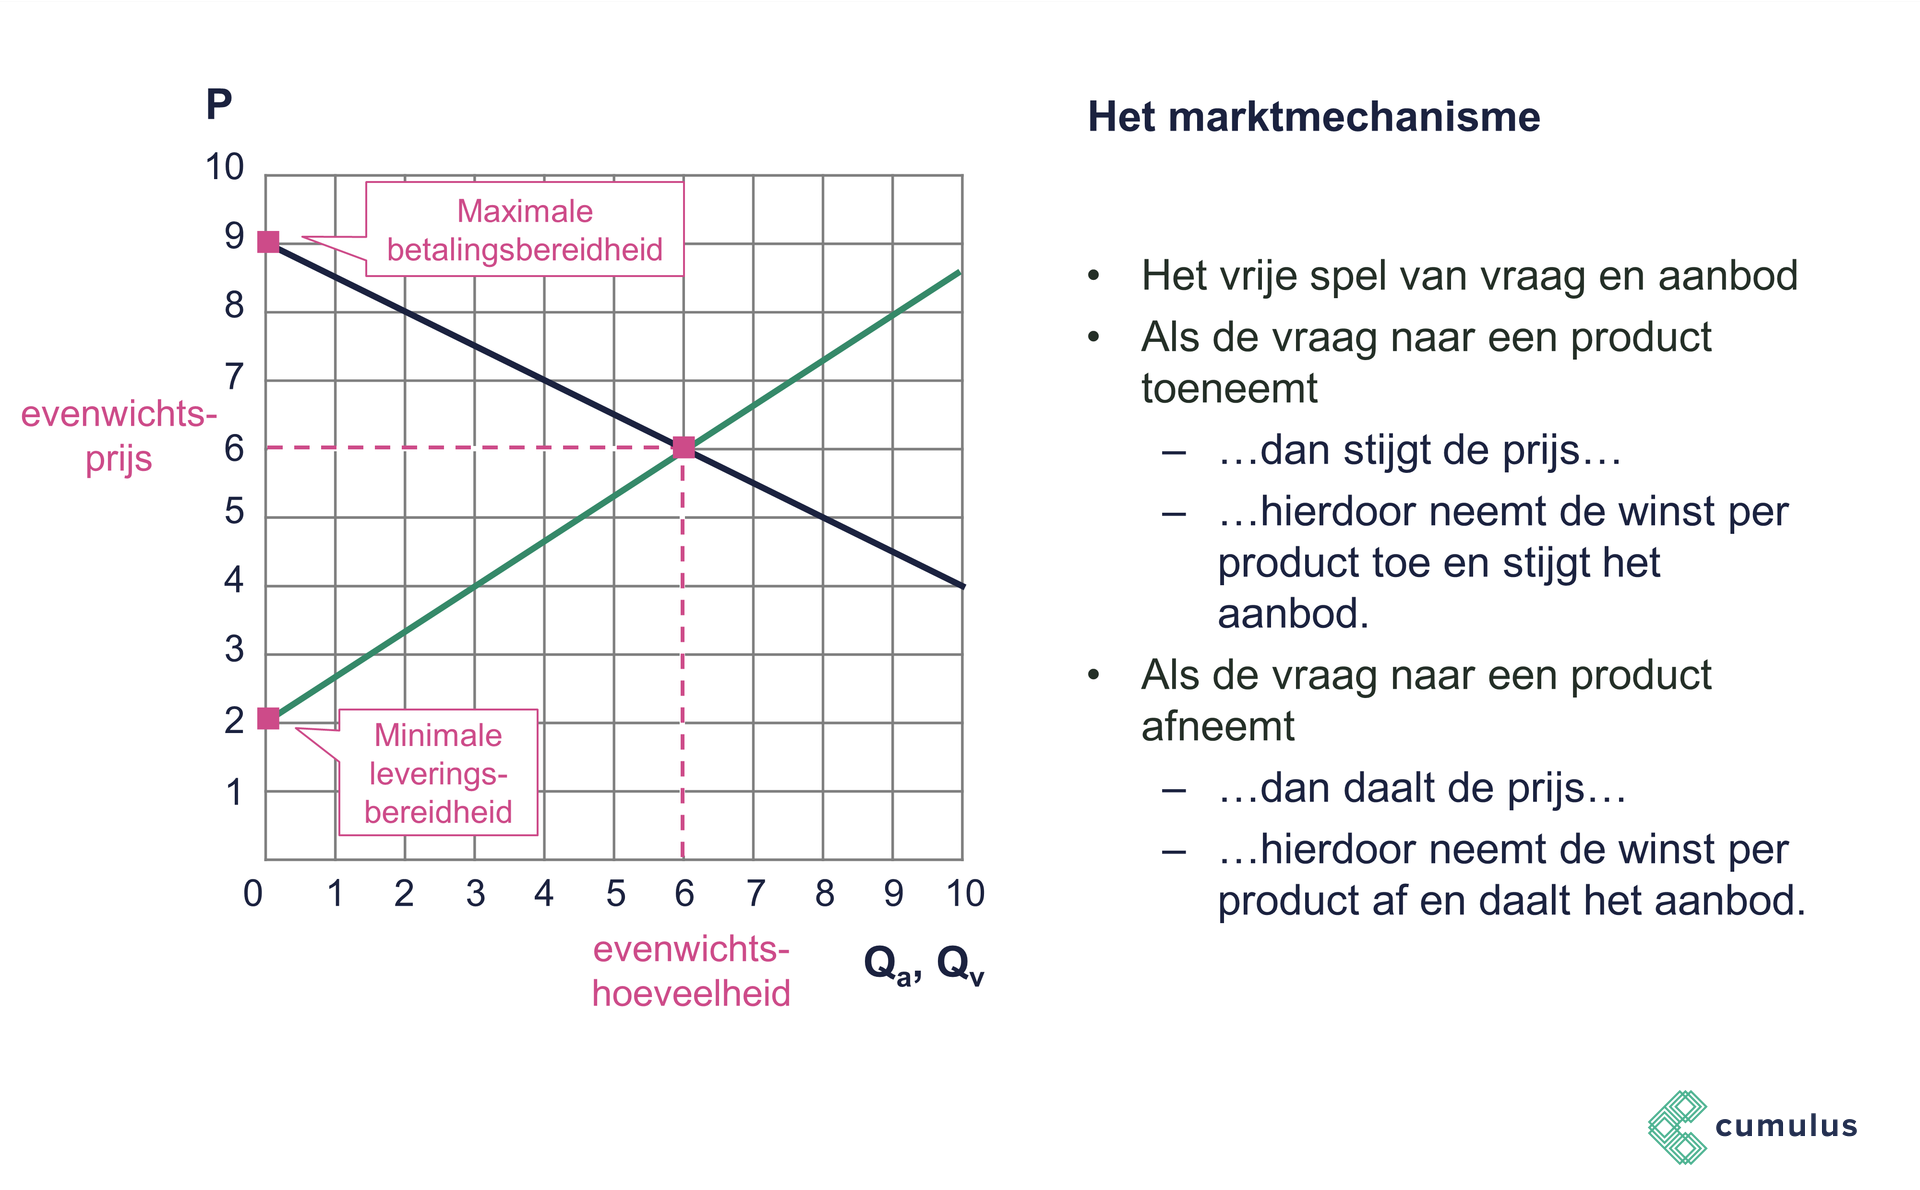 P
10
9
8
7
6
5
4
3
2
1
Maximale
betalingsbereidheid
evenwichts-
prijs
Minimale
leverings-
bereidheid
0 1 2 3 4 5 6 7 8 9 10
evenwichts-
hoeveelheid
Qa, Qv
Het marktmechanisme
• Het vrije spel van vraag en aanbod
• Als de vraag naar een product
toeneemt
– …dan stijgt de prijs…
– …hierdoor neemt de winst per
product toe en stijgt het
aanbod.
• Als de vraag naar een product
afneemt
– …dan daalt de prijs…
– …hierdoor neemt de winst per
product af en daalt het aanbod.
cumulus